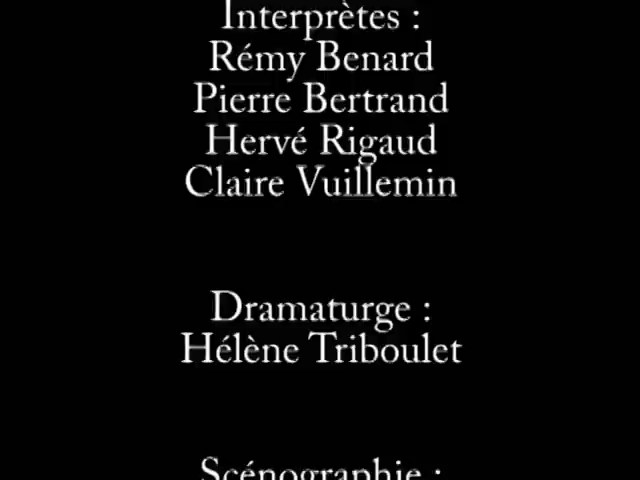 Interprètes :
Rémy Benard
Pierre Bertrand
Hervé Rigaud
Claire Vuillemin
Dramaturge :
Hélène Triboulet
Scénographie :